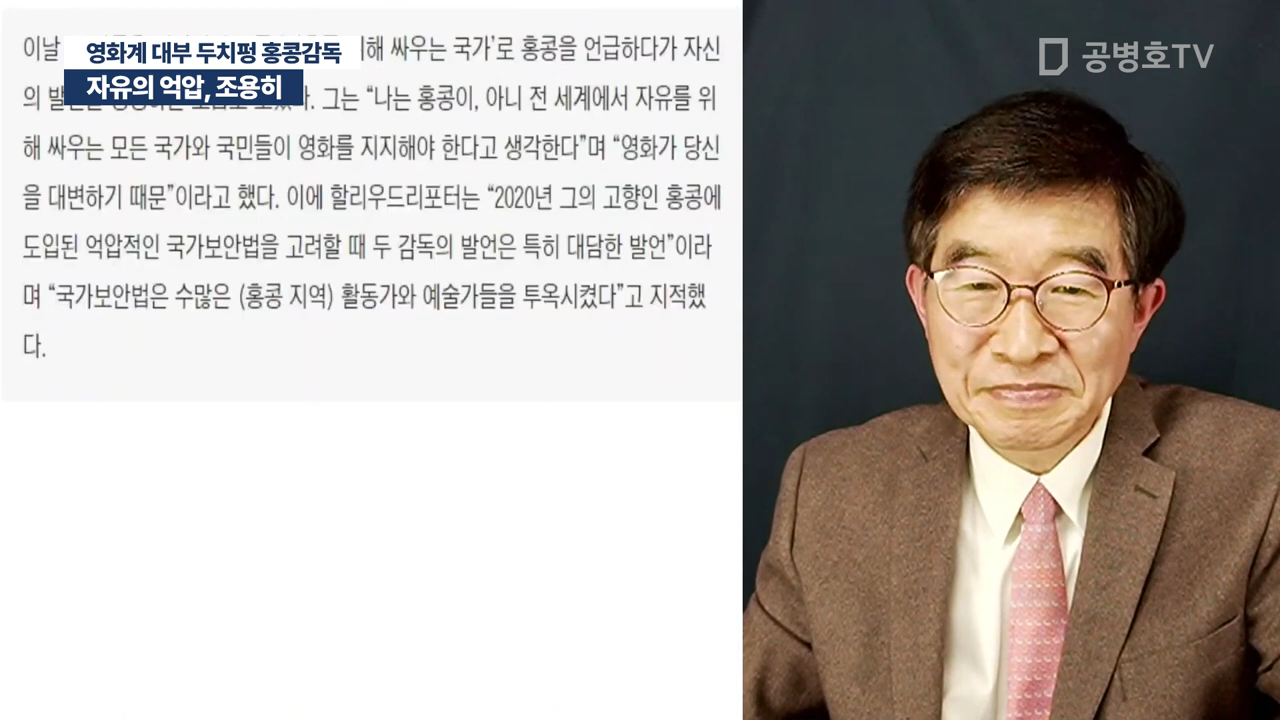 영화계 대부 두치펑 홍콩감독
자유의 억압, 조용히
공병호TV
이날 해 싸우는 국가’로 홍콩을 언급하다가 자신
의 그는 “나는 홍콩이, 아니 전 세계에서 자유를 위
해 싸우는 모든 국가와 국민들이 영화를 지지해야 한다고 생각한다”며 “영화가 당신
을 대변하기 때문”이라고 했다. 이에 할리우드리포터는 “2020년 그의 고향인 홍콩에
도입된 억압적인 국가보안법을 고려할 때 두 감독의 발언은 특히 대담한 발언”이라
며 “국가보안법은 수많은 (홍콩 지역) 활동가와 예술가들을 투옥시켰다”고 지적했
다.